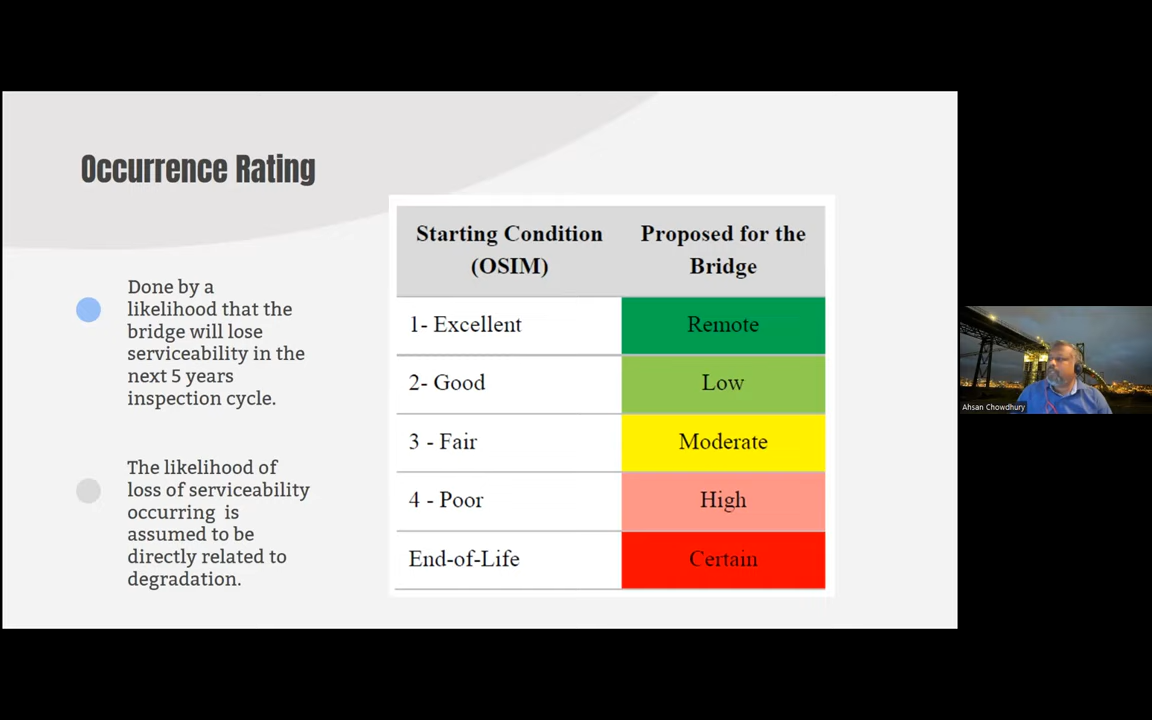 Occurrence Rating
Done by a
likelihood that the
bridge will lose
serviceability in the
next 5 years
inspection cycle.
The likelihood of
loss of serviceability
occurring is
assumed to be
directly related to
degradation.
Starting Condition
(OSIM)
Proposed for the
Bridge
1- Excellent
Remote
2- Good
Low
3 - Fair
Moderate
4 - Poor
High
End-of-Life
Certain
Ahsan Chowdhury